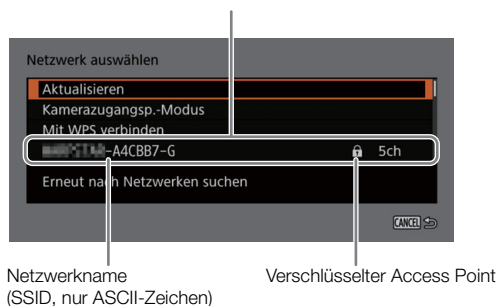 Netzwerk auswählen
Aktualisieren
Kamerazugangsp.-Modus
Mit WPS verbinden
-A4CBB7-G 5ch
Erneut nach Netzwerken suchen
CANCEL
Netzwerkname
(SSID, nur ASCII-Zeichen)
Verschlüsselter Access Point